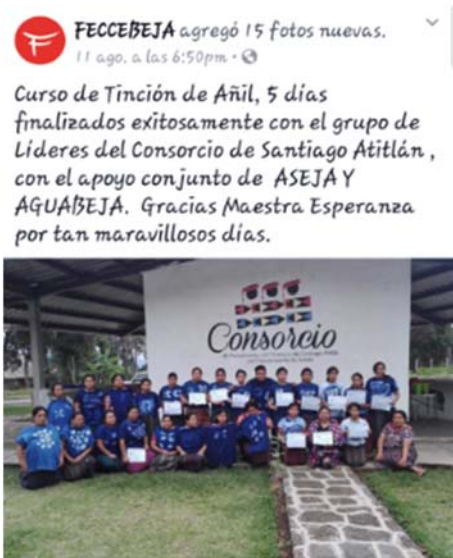 FECCEBEJA agregó 15 fotos nuevas.
11 ago. a las 6:50pm
Curso de Tinción de Añil, 5 días
finalizados exitosamente con el grupo de
Líderes del Consorcio de Santiago Atitlán ,
con el apoyo conjunto de ASEJA Y
AGUABEJA. Gracias Maestra Esperanza
por tan maravillosos días.
Consorcio